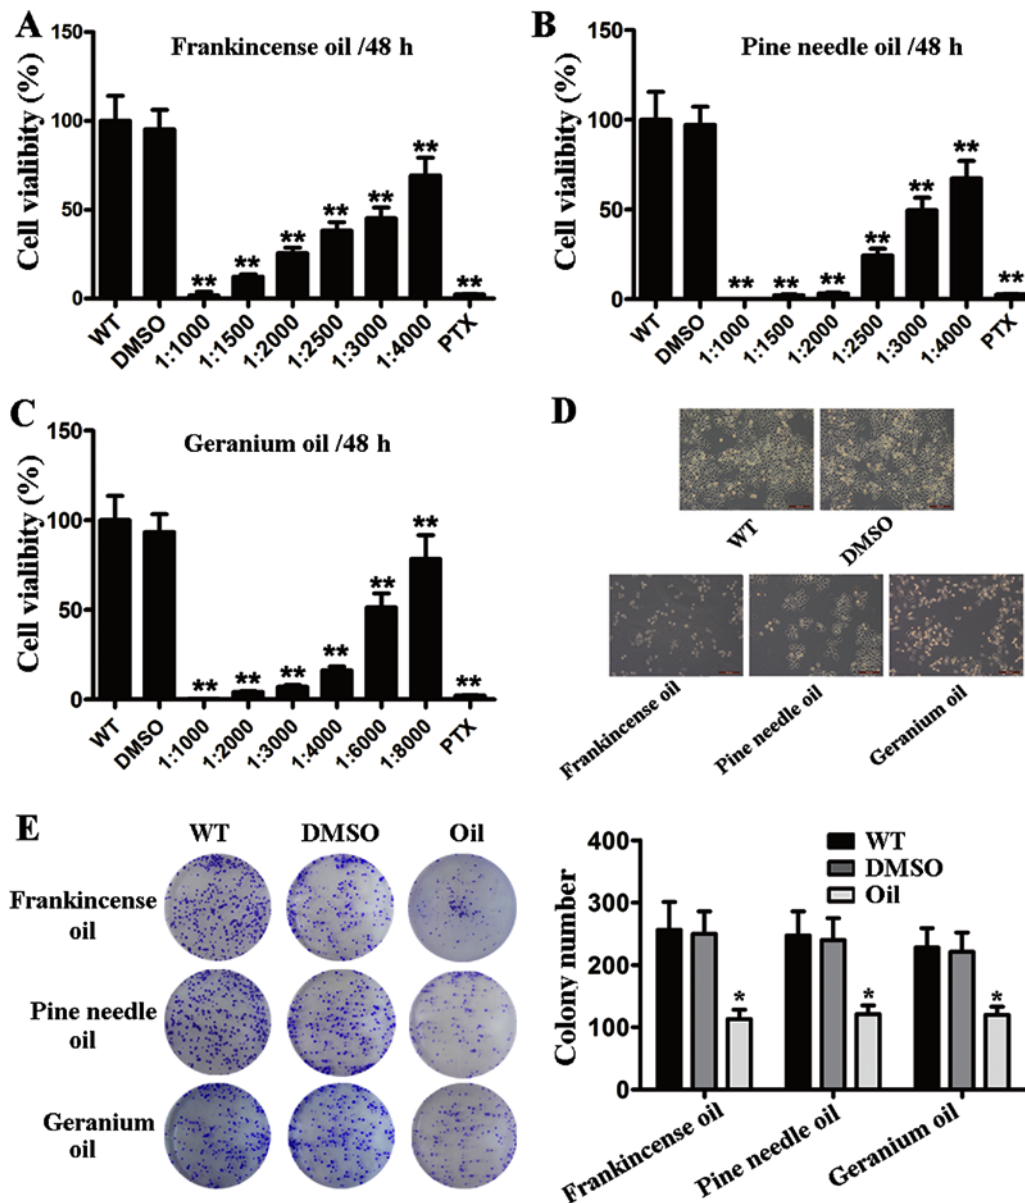 A
Frankincense oil /48 h
Cell vialibity (%)
150
100
50
0
** ** ** ** ** ** **
WT DMSO 1:1000 1:1500 1:2000 1:2500 1:3000 1:4000 PTX
B
Pine needle oil /48 h
Cell vialibity (%)
150
100
50
0
** ** ** ** ** ** **
WT DMSO 1:1000 1:1500 1:2000 1:2500 1:3000 1:4000 PTX
C
Geranium oil /48 h
Cell vialibity (%)
150
100
50
0
** ** ** ** ** ** **
WT DMSO 1:1000 1:2000 1:3000 1:4000 1:6000 1:8000 PTX
D
WT DMSO
Frankincense oil Pine needle oil Geranium oil
E
WT DMSO Oil
Frankincense
oil
Pine needle
oil
Geranium
oil
Colony number
400
300
200
100
0
WT
DMSO
Oil
* * *
Frankincense oil Pine needle oil Geranium oil